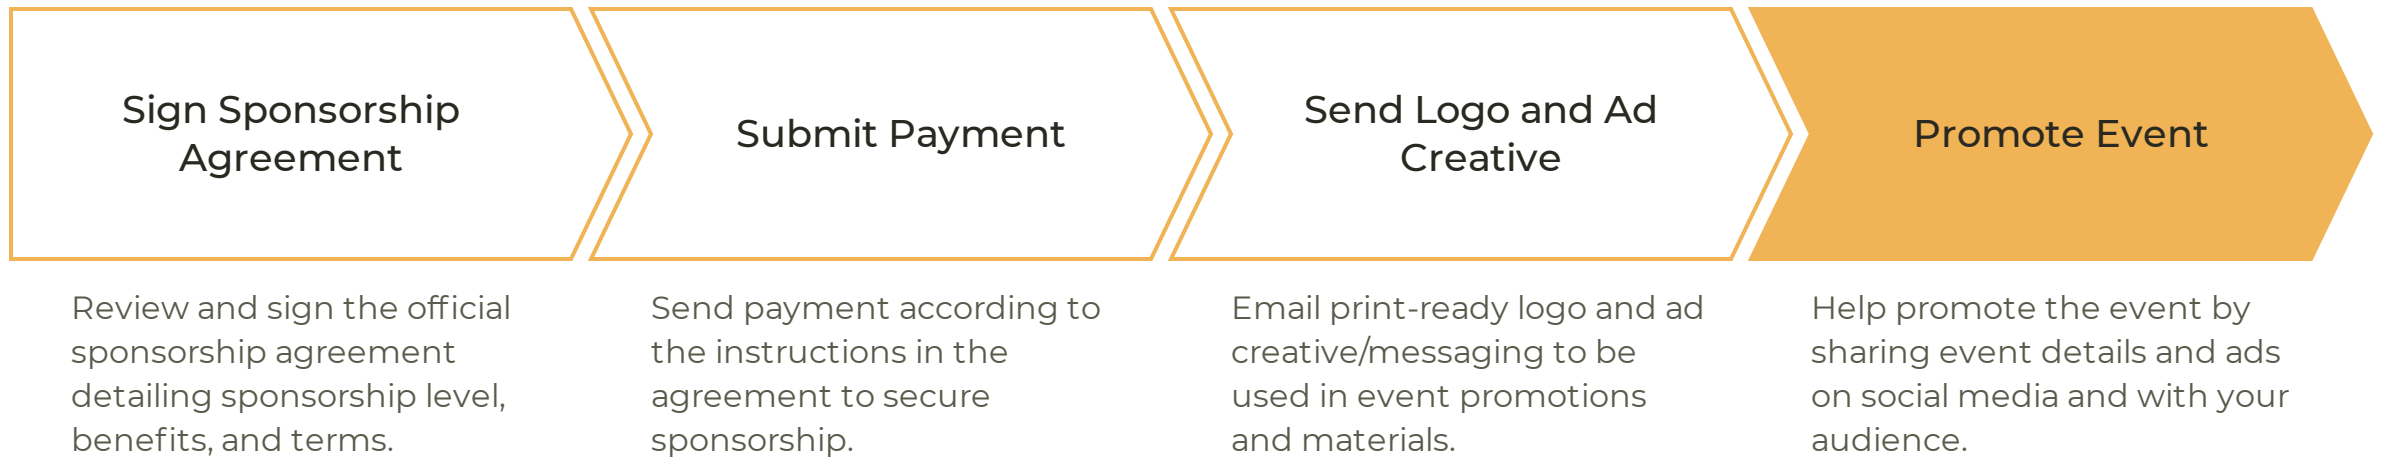 Sign Sponsorship
Agreement
Submit Payment
Send Logo and Ad
Creative
Promote Event
Review and sign the official
sponsorship agreement
detailing sponsorship level,
benefits, and terms.
Send payment according to
the instructions in the
agreement to secure
sponsorship.
Email print-ready logo and ad
creative/messaging to be
used in event promotions
and materials.
Help promote the event by
sharing event details and ads
on social media and with your
audience.